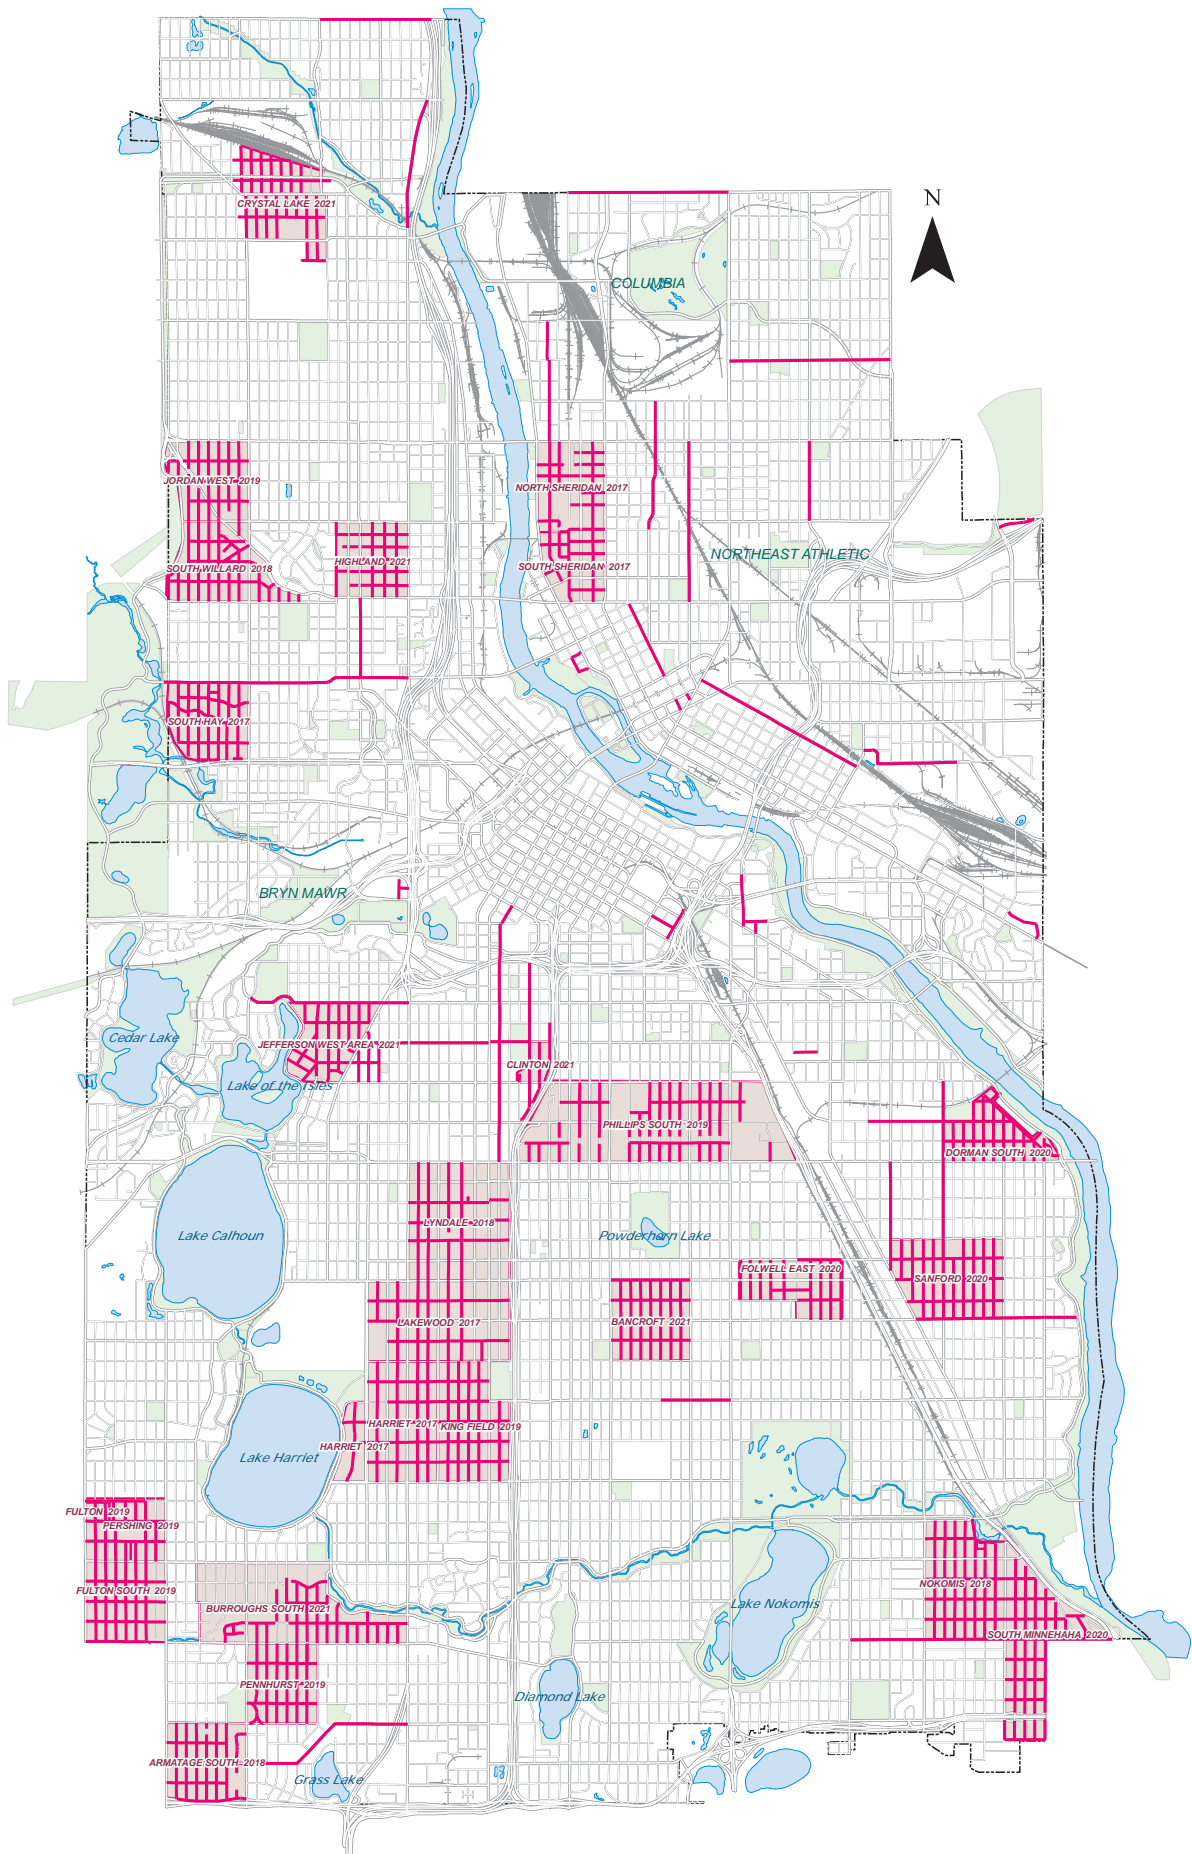 N
CRYSTAL LAKE 2021
COLUMBIA
JORDAN WEST 2019
NORTH SHERIDAN 2017
NORTHEAST ATHLETIC
HIGHLAND 2021
SOUTH WILLARD 2018
SOUTH SHERIDAN 2017
SOUTH HAY 2017
BRYN MAWR
Cedar Lake
JEFFERSON WEST AREA 2021
CLINTON 2021
Lake of the Isles
PHILLIPS SOUTH 2019
DORMAN SOUTH 2020
LYNDALE 2018
Lake Calhoun
Powderhorn Lake
FOLWELL EAST 2020
SANFORD 2020
LAKEWOOD 2017
BANCROFT 2021
HARRIET 2017
KING FIELD 2019
HARRIET 2017
Lake Harriet
FULTON 2019
PERSHING 2019
NOKOMIS 2018
FULTON SOUTH 2019
Lake Nokomis
BURROUGHS SOUTH 2021
SOUTH MINNEHAHA 2020
PENNHURST 2019
Diamond Lake
ARMATAGE SOUTH 2018
Grass Lake